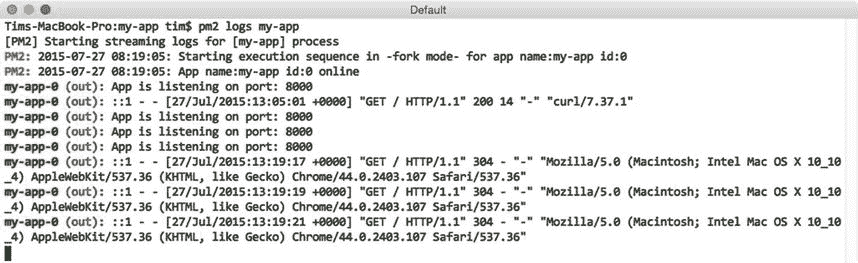 Default
Tims-MacBook-Pro:my-app tim$ pm2 logs my-app
[PM2] Starting streaming logs for [my-app] process
PM2: 2015-07-27 08:19:05: Starting execution sequence in -fork mode- for app name:my-app id:0
PM2: 2015-07-27 08:19:05: App name:my-app id:0 online
my-app-0 (out): App is listening on port: 8000
my-app-0 (out): ::1 - - [27/Jul/2015:13:05:01 +0000] "GET / HTTP/1.1" 200 14 "-" "curl/7.37.1"
my-app-0 (out): App is listening on port: 8000
my-app-0 (out): App is listening on port: 8000
my-app-0 (out): App is listening on port: 8000
my-app-0 (out): ::1 - - [27/Jul/2015:13:19:17 +0000] "GET / HTTP/1.1" 304 - "-" "Mozilla/5.0 (Macintosh; Intel Mac OS X 10_10
_4) AppleWebKit/537.36 (KHTML, like Gecko) Chrome/44.0.2403.107 Safari/537.36"
my-app-0 (out): ::1 - - [27/Jul/2015:13:19:19 +0000] "GET / HTTP/1.1" 304 - "-" "Mozilla/5.0 (Macintosh; Intel Mac OS X 10_10
_4) AppleWebKit/537.36 (KHTML, like Gecko) Chrome/44.0.2403.107 Safari/537.36"
my-app-0 (out): ::1 - - [27/Jul/2015:13:19:21 +0000] "GET / HTTP/1.1" 304 - "-" "Mozilla/5.0 (Macintosh; Intel Mac OS X 10_10
_4) AppleWebKit/537.36 (KHTML, like Gecko) Chrome/44.0.2403.107 Safari/537.36"